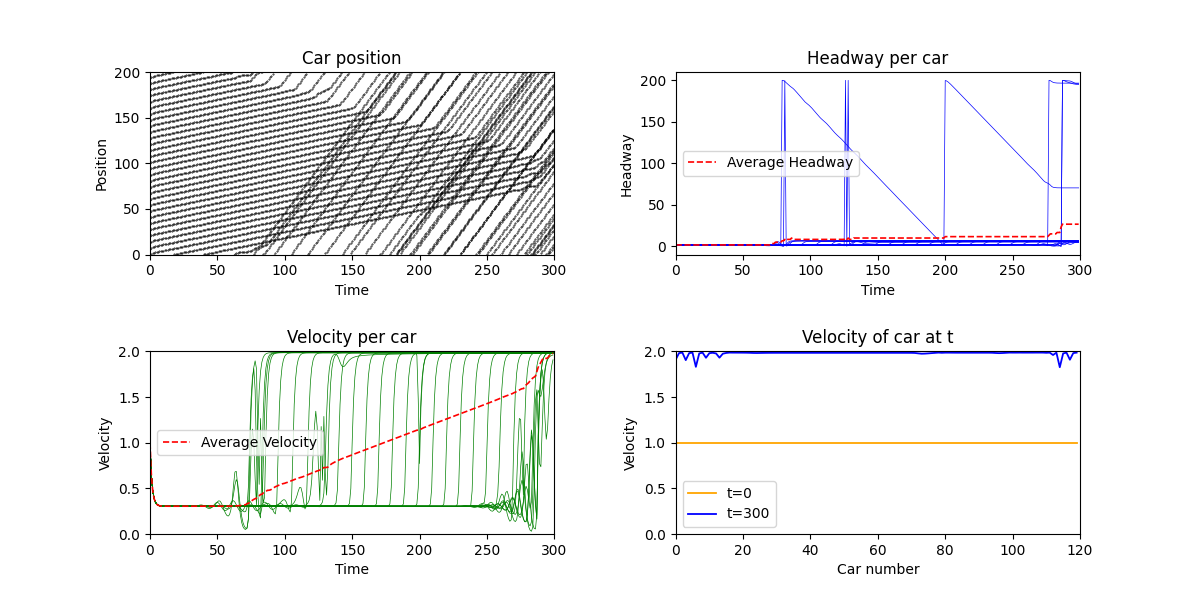 Car position
200
150
100
50
0
Position
0 50 100 150 200 250 300
Time
Headway per car
200
150
100
50
0
Headway
Average Headway
0 50 100 150 200 250 300
Time
Velocity per car
2.0
1.5
1.0
0.5
0.0
Velocity
Average Velocity
0 50 100 150 200 250 300
Time
Velocity of car at t
2.0
1.5
1.0
0.5
0.0
Velocity
t=0
t=300
0 20 40 60 80 100 120
Car number